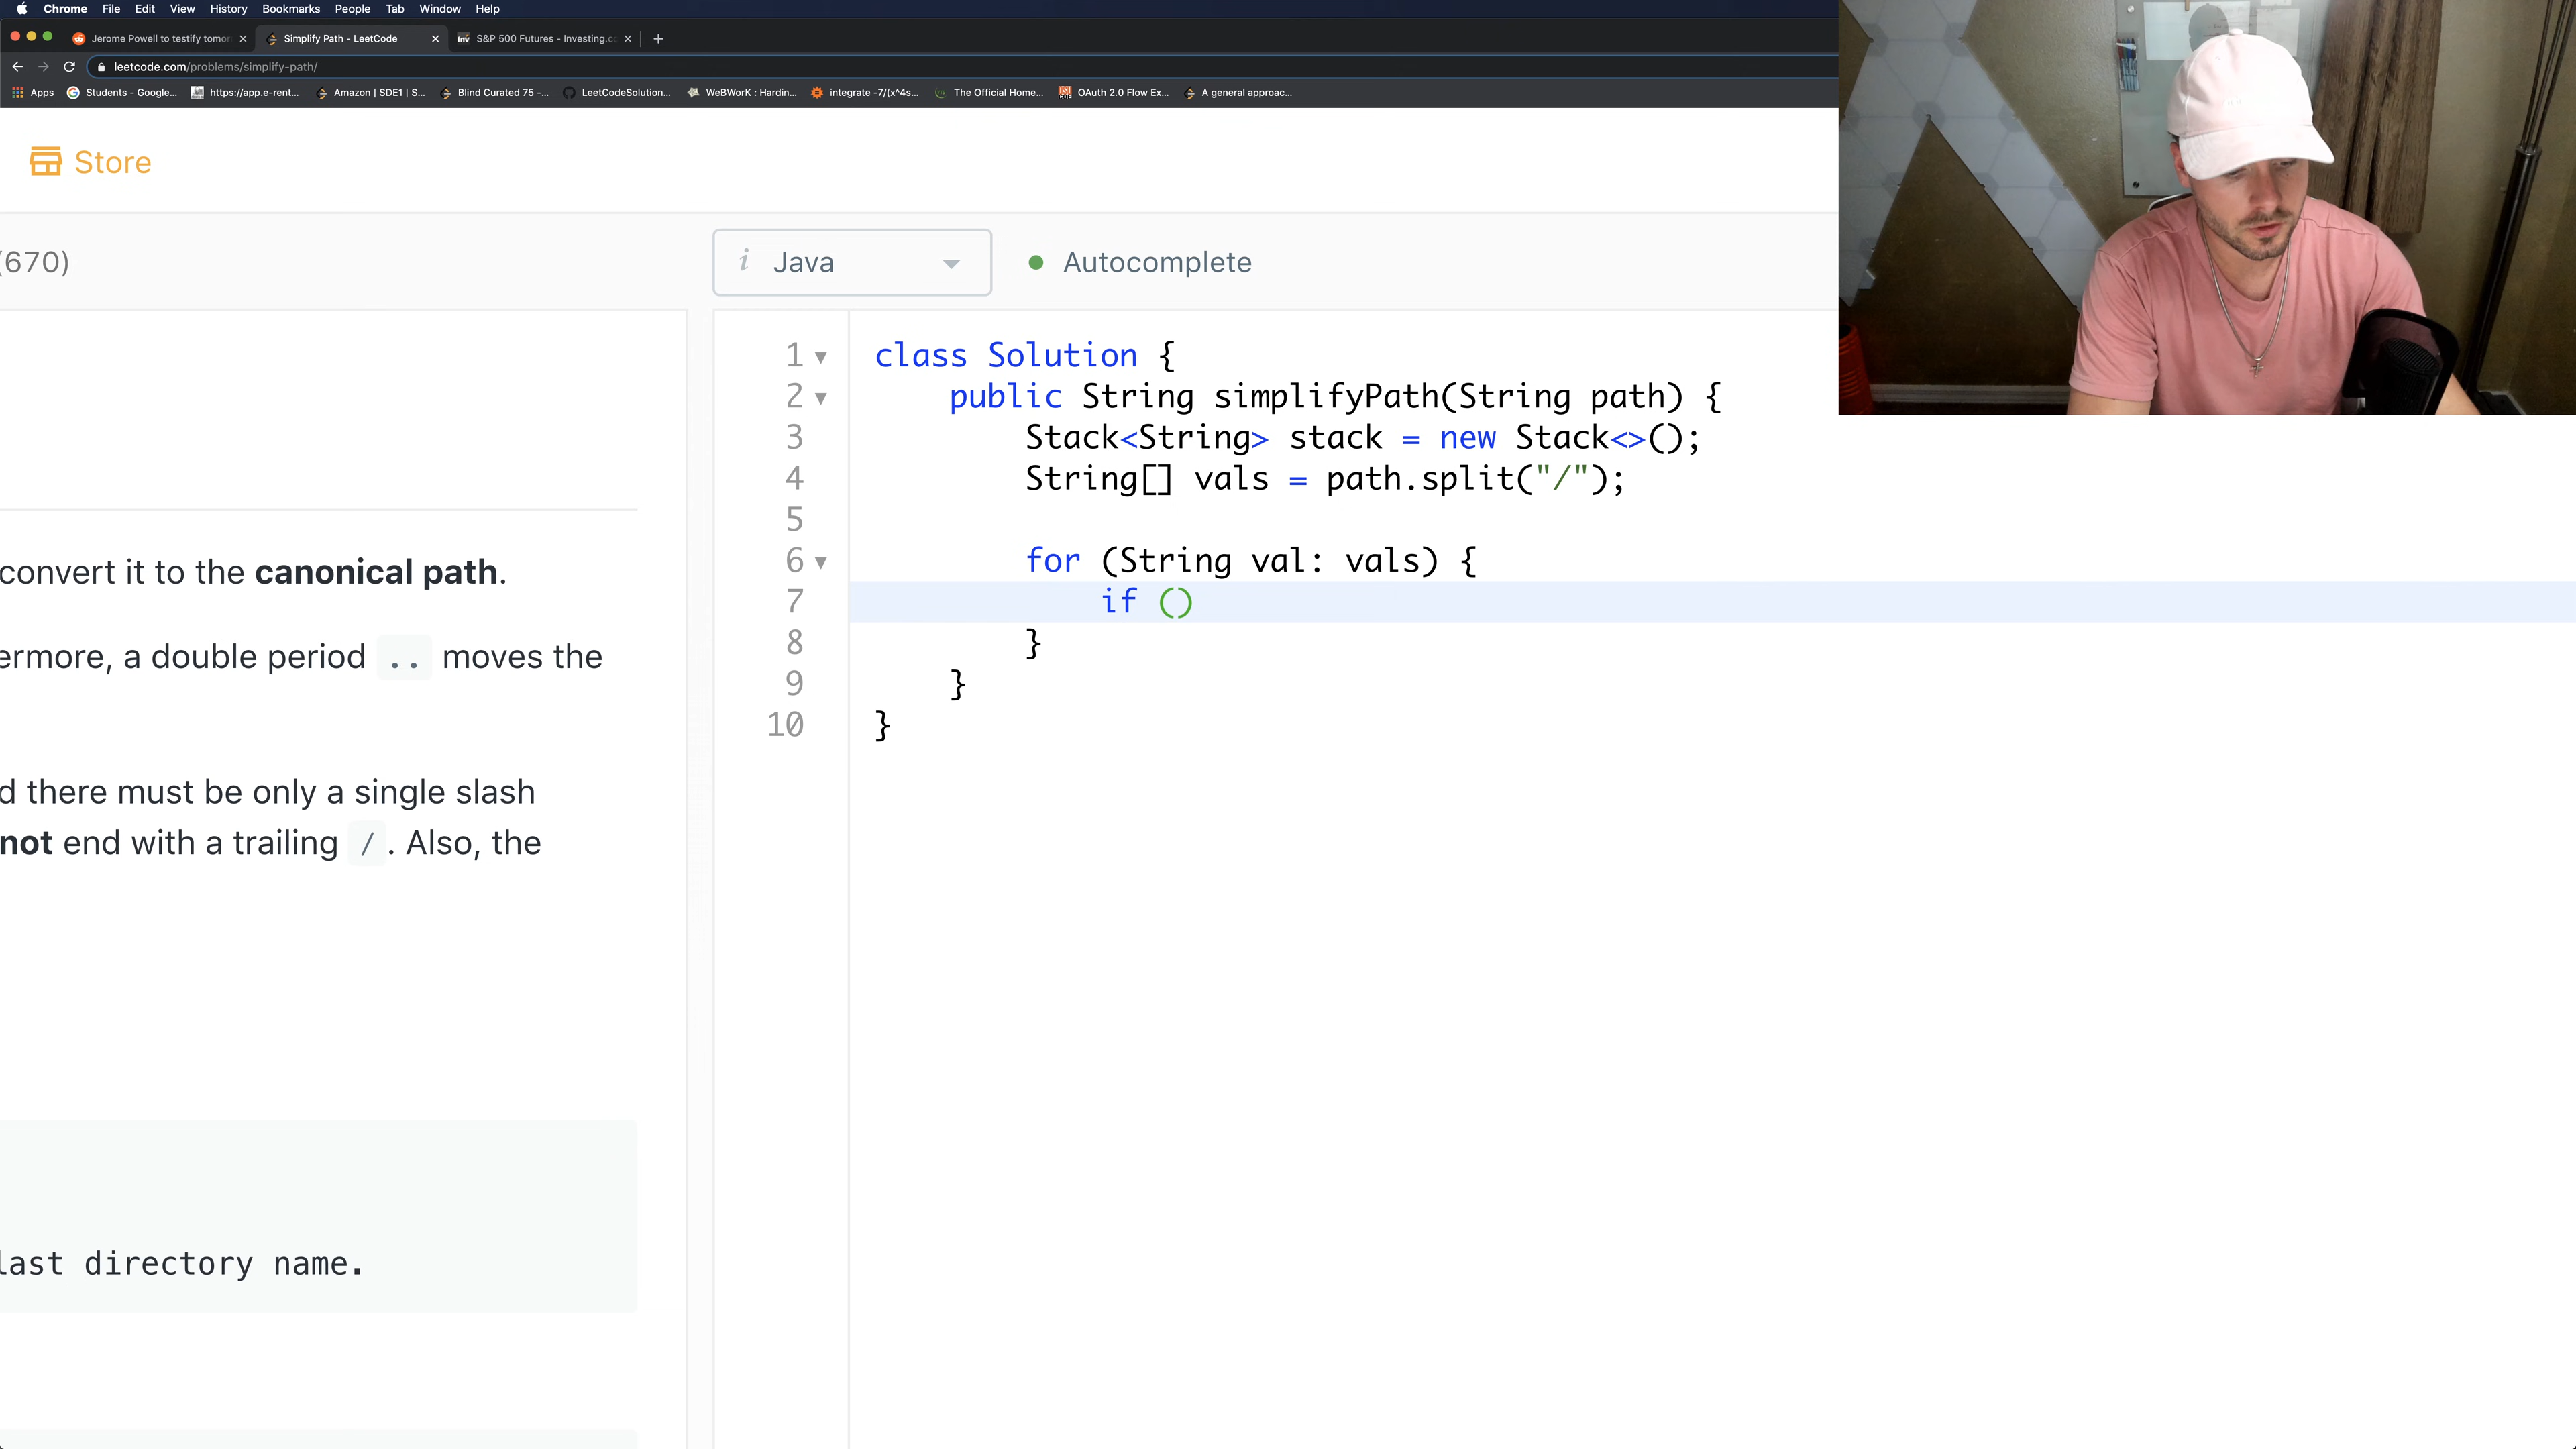 Chrome File Edit View History Bookmarks People Tab Window Help
Jerome Powell to testify tomor
Simplify Path - LeetCode
S&P 500 Futures - Investing.c
leetcode.com/problems/simplify-path/
Apps Students - Google... https://app.e-rent... Amazon | SDE1 | S... Blind Curated 75 -... LeetCodeSolution... WeBWorK : Hardin... integrate -7/(x^4s... The Official Home... OAuth 2.0 Flow Ex... A general approac...
Store
(670)
i Java
Autocomplete
convert it to the canonical path.
ermore, a double period .. moves the
d there must be only a single slash
not end with a trailing / . Also, the
last directory name.
1 class Solution {
2 public String simplifyPath(String path) {
3 Stack<String> stack = new Stack<>();
4 String[] vals = path.split("/");
5
6 for (String val: vals) {
7 if ()
8 }
9 }
10 }